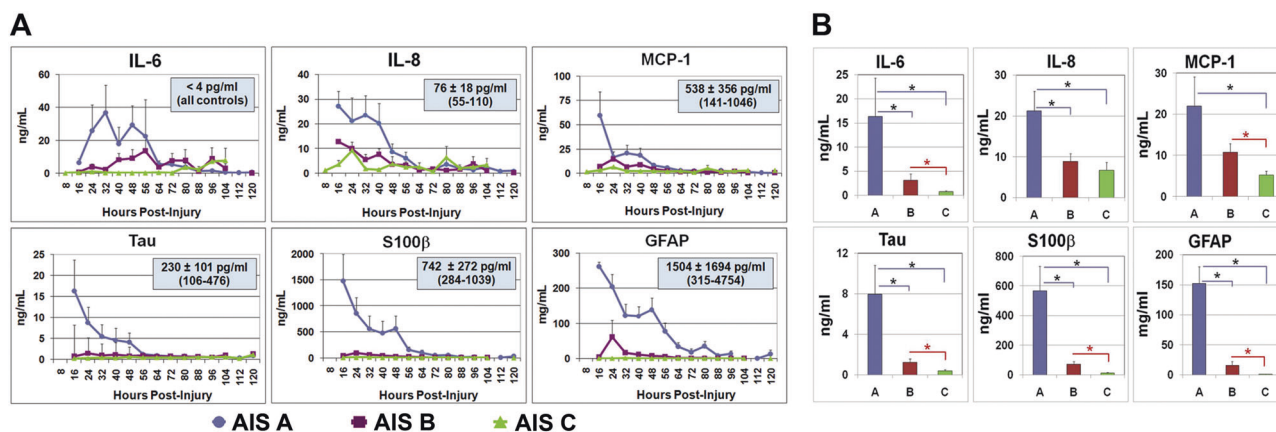 A
IL-6
60
40
20
0
ng/mL
< 4 pg/ml
(all controls)
8 16 24 32 40 48 56 64 72 80 88 96 104 112 120
Hours Post-Injury
IL-8
40
30
20
10
0
ng/mL
76 ± 18 pg/ml
(55-110)
8 16 24 32 40 48 56 64 72 80 88 96 104 112 120
Hours Post-Injury
MCP-1
100
75
50
25
0
ng/mL
538 ± 356 pg/ml
(141-1046)
8 16 24 32 40 48 56 64 72 80 88 96 104 112 120
Hours Post-Injury
Tau
25
20
15
10
5
0
ng/mL
230 ± 101 pg/ml
(106-476)
8 16 24 32 40 48 56 64 72 80 88 96 104 112 120
Hours Post-Injury
S100β
2000
1500
1000
500
0
ng/mL
742 ± 272 pg/ml
(284-1039)
8 16 24 32 40 48 56 64 72 80 88 96 104 112 120
Hours Post-Injury
GFAP
300
200
100
0
ng/mL
1504 ± 1694 pg/ml
(315-4754)
8 16 24 32 40 48 56 64 72 80 88 96 104 112 120
Hours Post-Injury
AIS A AIS B AIS C
B
IL-6
25
20
15
10
5
0
ng/mL
* * *
A B C
IL-8
30
20
10
0
ng/mL
* *
A B C
MCP-1
30
20
10
0
ng/mL
* *
A B C
Tau
12
8
4
0
ng/ml
* * *
A B C
S100β
800
600
400
200
0
ng/ml
* * *
A B C
GFAP
200
150
100
50
0
mg/ml
* * *
A B C